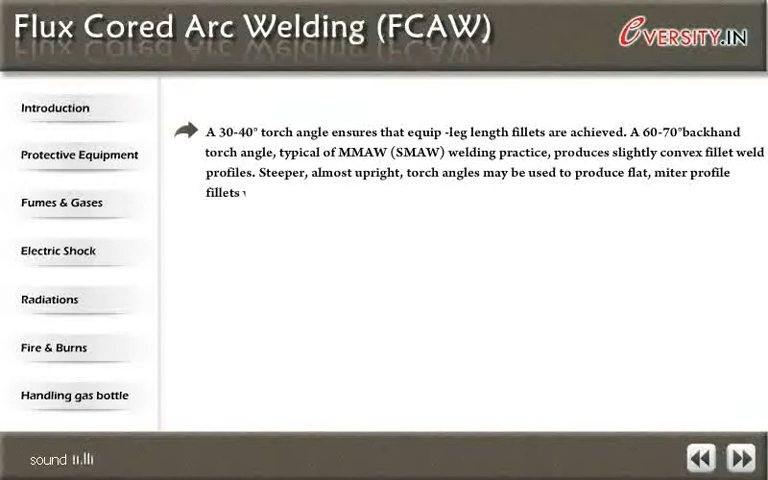 Flux Cored Arc Welding (FCAW)
eVERSITY.IN
Introduction
Protective Equipment
Fumes & Gases
Electric Shock
Radiations
Fire & Burns
Handling gas bottle
A 30-40° torch angle ensures that equip -leg length fillets are achieved. A 60-70°backhand
torch angle, typical of MMAW (SMAW) welding practice, produces slightly convex fillet weld
profiles. Steeper, almost upright, torch angles may be used to produce flat, miter profile
fillets
sound